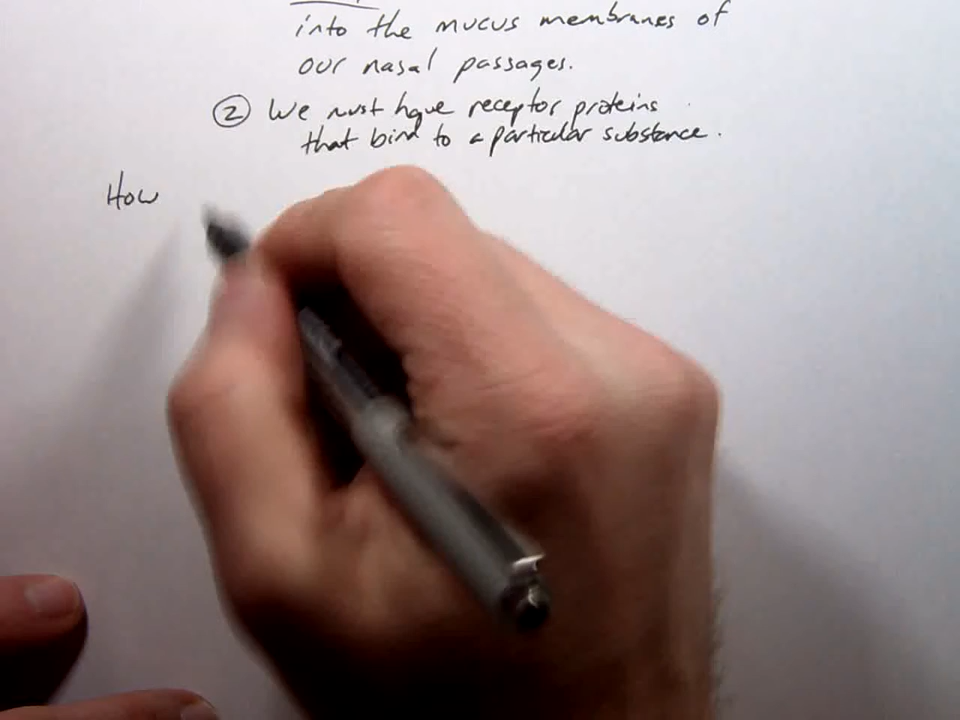 into the mucus membranes of
our nasal passages.
② We must have receptor proteins
that bind to a particular substance.
How